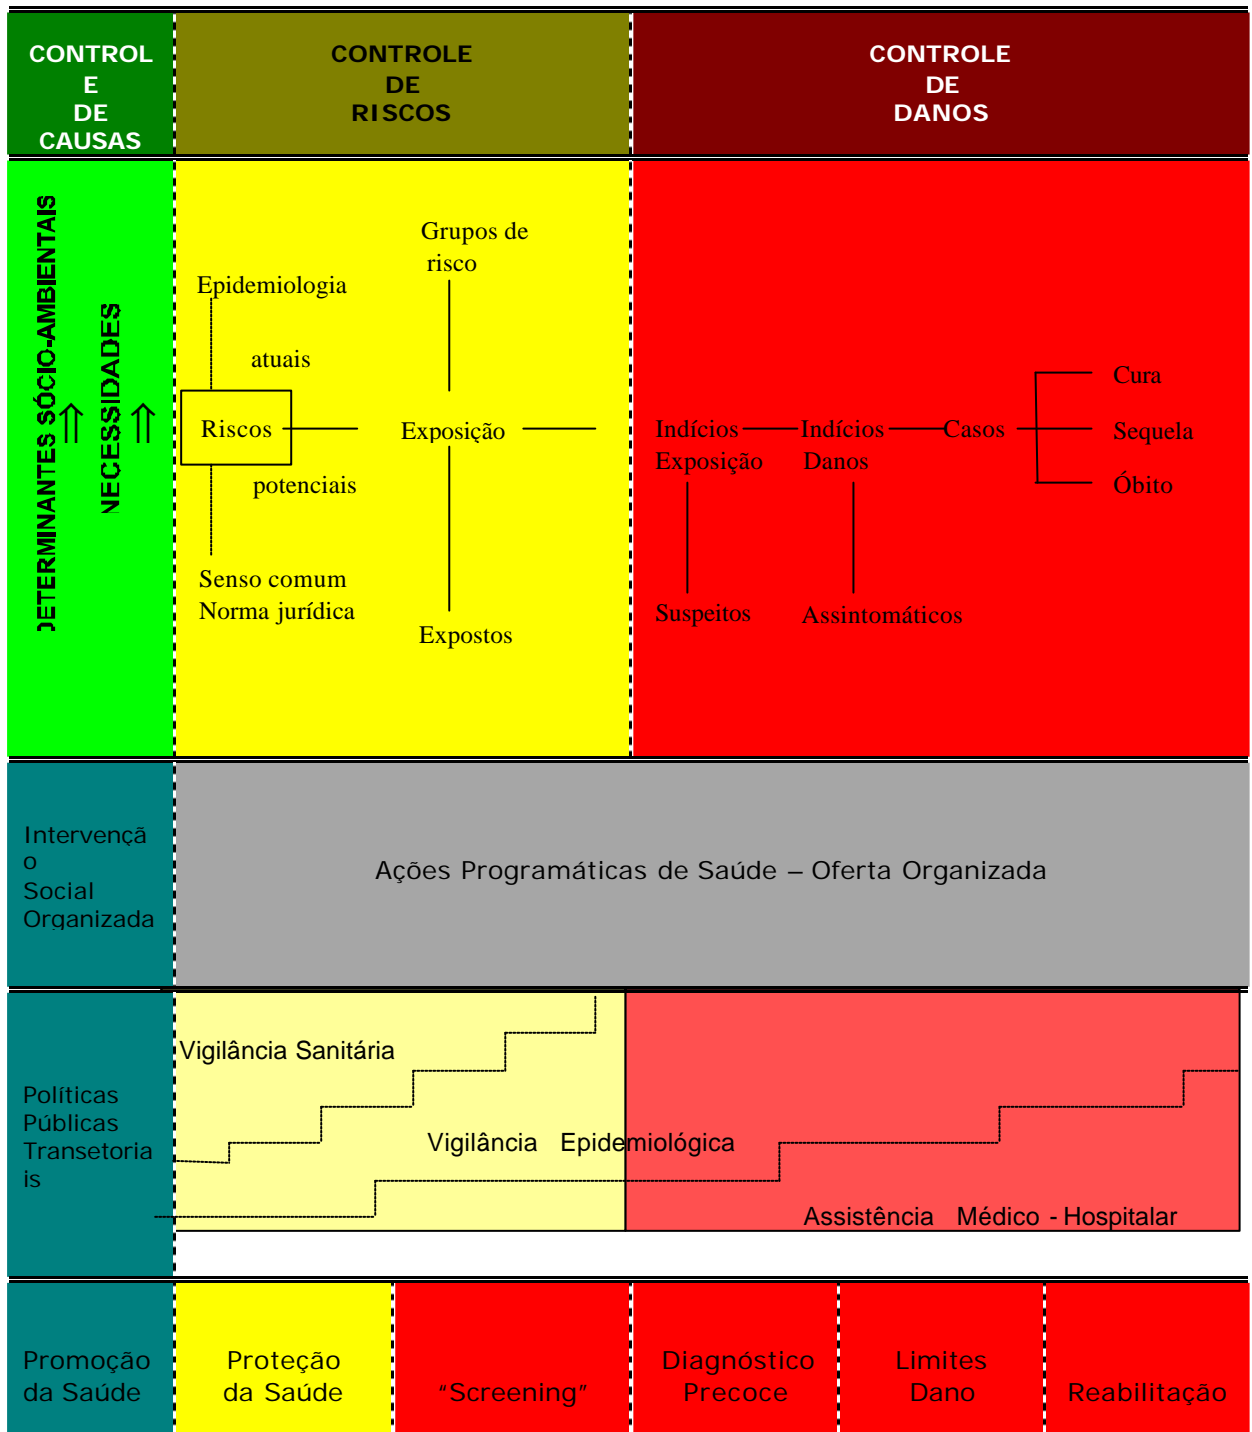 CONTROL
E
DE
CAUSAS
CONTROLE
DE
RISCOS
CONTROLE
DE
DANOS
DETERMINANTES SÓCIO-AMBIENTAIS
⇑
NECESSIDADES
⇑
Epidemiologia
atuais
Riscos
potenciais
Senso comum
Norma jurídica
Grupos de
risco
Exposição
Expostos
Indícios
Exposição
Suspeitos
Indícios
Danos
Assintomáticos
Casos
Cura
Sequela
Óbito
Intervençã
o
Social
Organizada
Ações Programáticas de Saúde – Oferta Organizada
Políticas
Públicas
Transetoria
is
Vigilância Sanitária
Vigilância Epidemiológica
Assistência Médico - Hospitalar
Promoção
da Saúde
Proteção
da Saúde
“Screening”
Diagnóstico
Precoce
Limites
Dano
Reabilitação